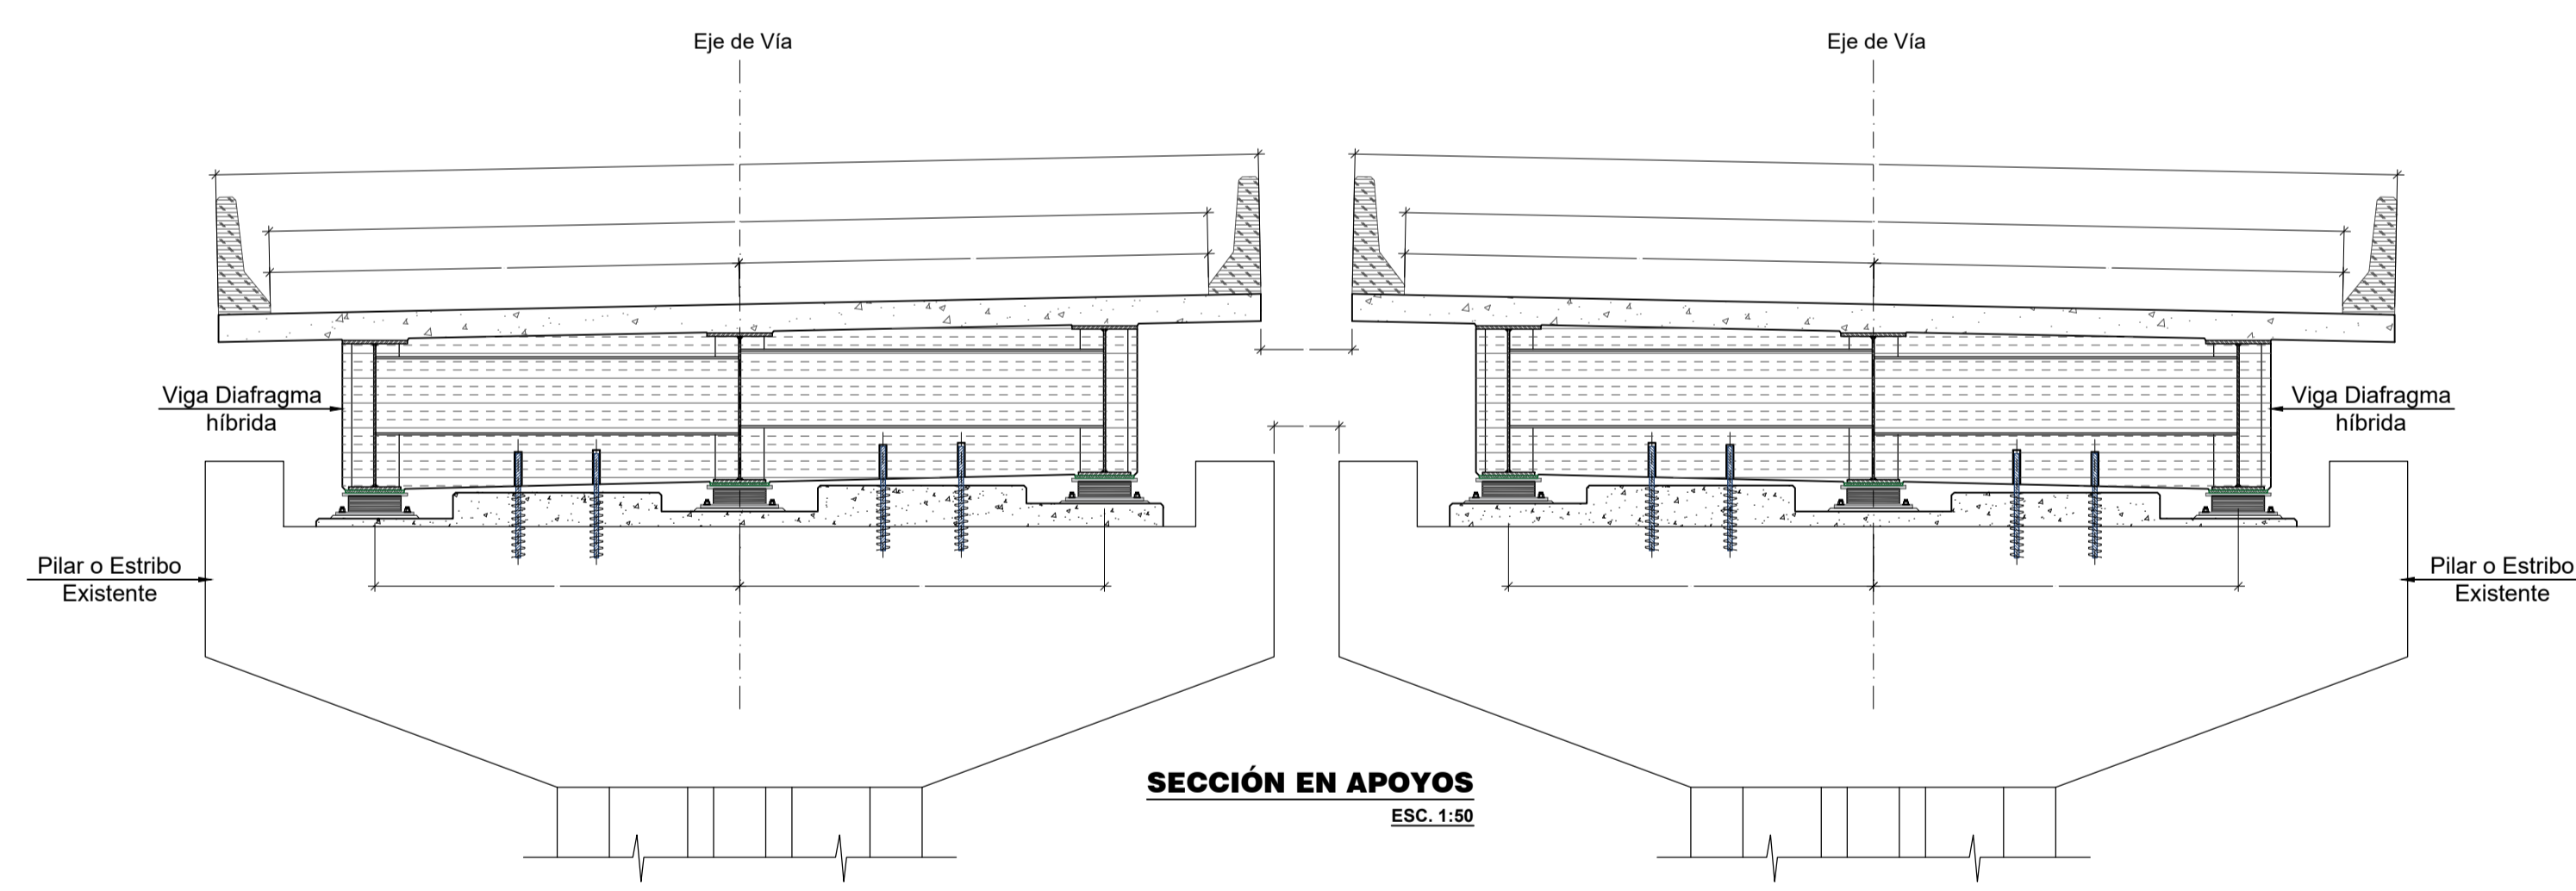 Eje de Vía
Eje de Vía
Viga Diafragma
híbrida
Viga Diafragma
híbrida
Pilar o Estribo
Existente
Pilar o Estribo
Existente
SECCIÓN EN APOYOS
ESC. 1:50